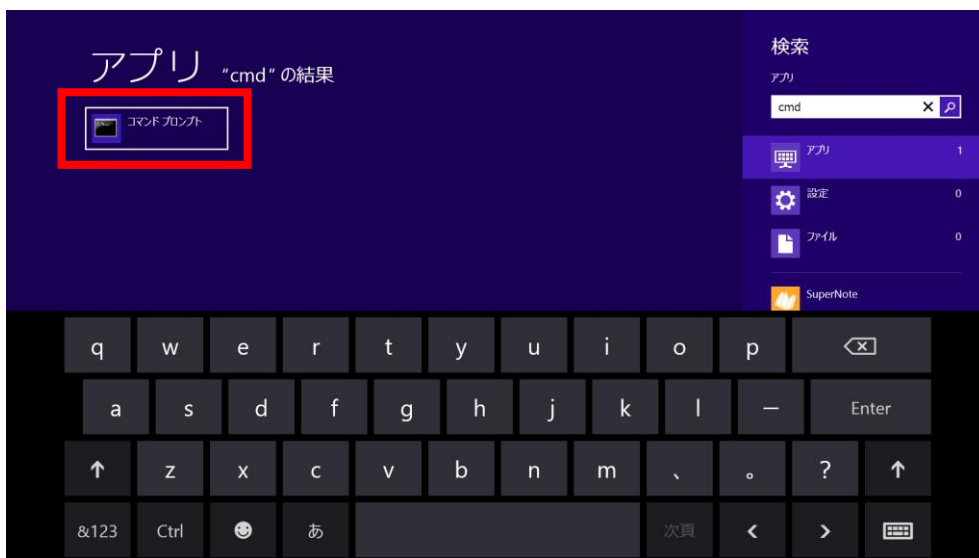 アプリ "cmd" の結果
コマンド プロンプト
検索
アプリ
cmd
アプリ 1
設定 0
ファイル 0
SuperNote
q w e r t y u i o p
a s d f g h j k l ー Enter
z x c v b n m 、 。 ?
&123 Ctrl あ 次頁 < >